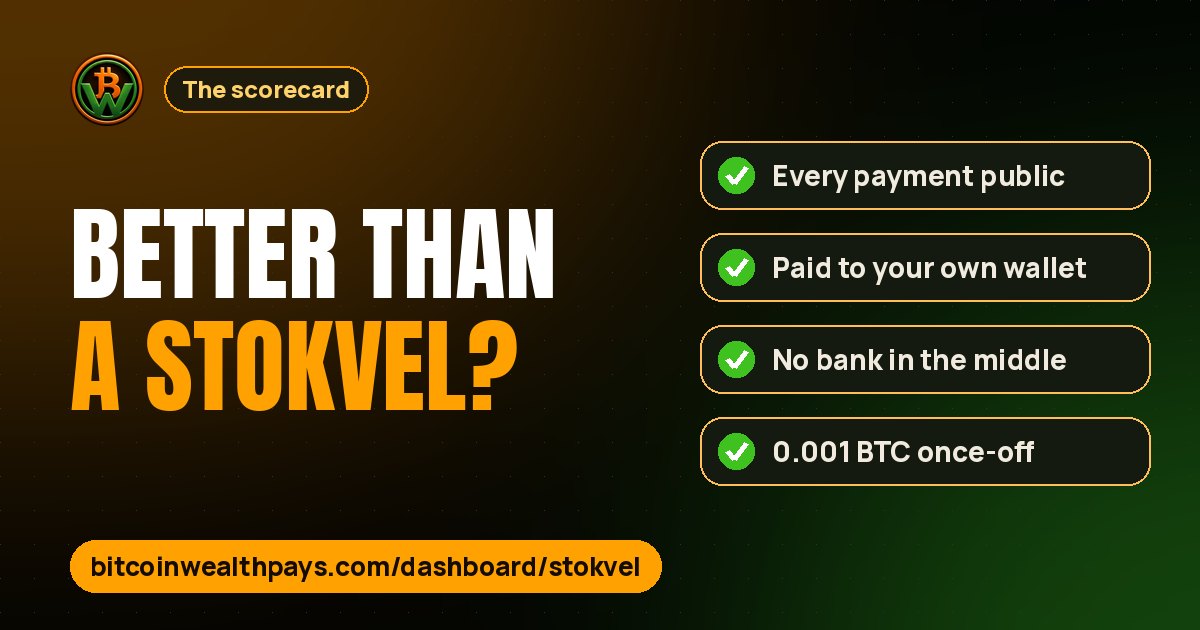 The scorecard
BETTER THAN
A STOKVEL?
Every payment public
Paid to your own wallet
No bank in the middle
0.001 BTC once-off
bitcoinwealthpays.com/dashboard/stokvel